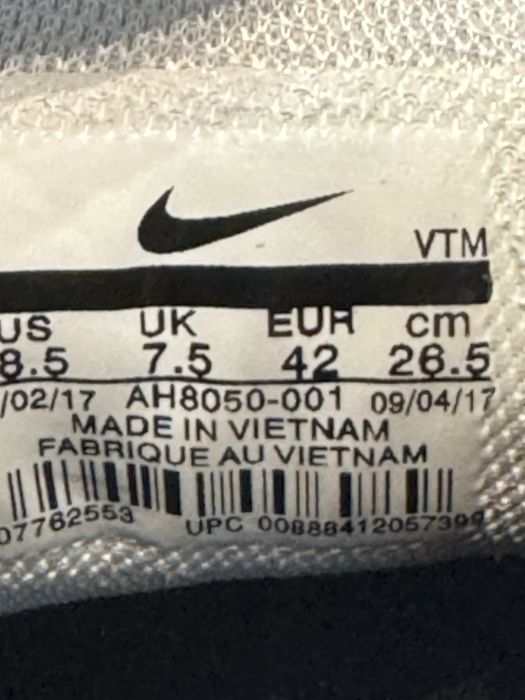 VTM
US UK EUR cm
8.5 7.5 42 26.5
/02/17 AH8050-001 09/04/17
MADE IN VIETNAM
FABRIQUE AU VIETNAM
07762553 UPC 00888412057399